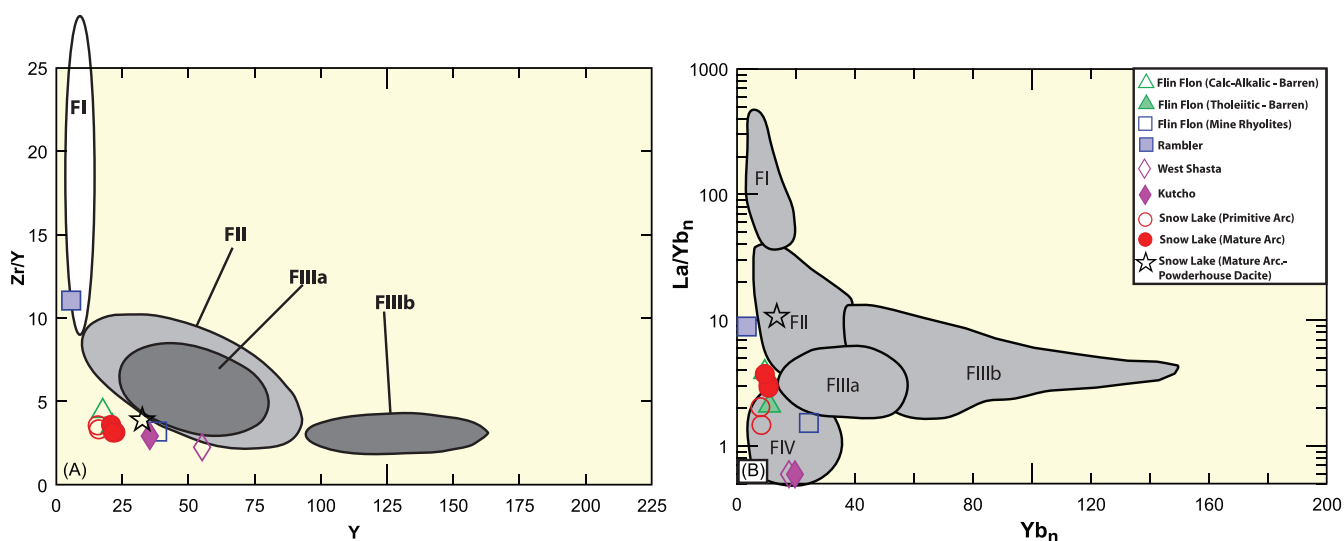 25
20
15
10
5
0
Zr/Y
FI
FII
FIIIa
FIIIb
(A)
0 25 50 75 100 125 150 175 200 225
Y
1000
100
10
1
La/Ybn
FI
FII
FIIIa
FIIIb
FIV
(B)
0 40 80 120 160 200
Ybn
Flin Flon (Calc-Alkalic - Barren)
Flin Flon (Tholeiitic - Barren)
Flin Flon (Mine Rhyolites)
Rambler
West Shasta
Kutcho
Snow Lake (Primitive Arc)
Snow Lake (Mature Arc)
Snow Lake (Mature Arc.-
Powderhouse Dacite)